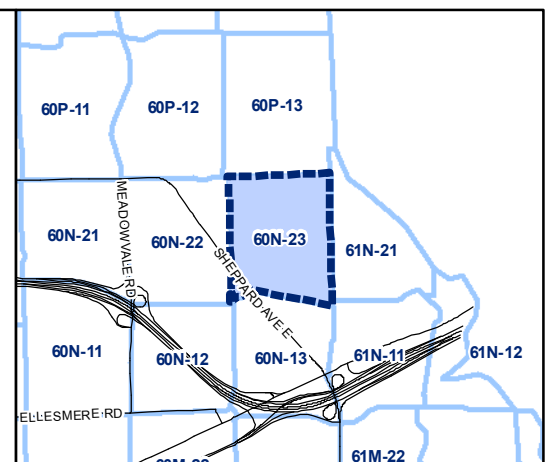 60P-11
60P-12
60P-13
MEADOWVALE RD
60N-21
60N-22
60N-23
61N-21
SHEPPARD AVE E
60N-11
60N-12
60N-13
61N-11
61N-12
ELLESMERE RD
61M-22